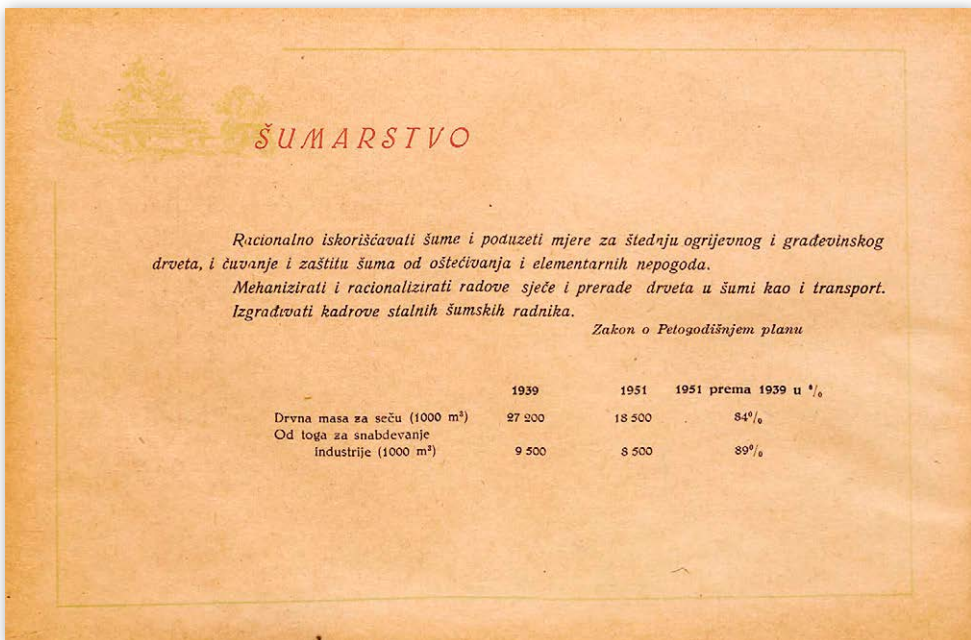 ŠUMARSTVO
Racionalno iskorišćavati šume i poduzeti mjere za štednju ogrijevnog i građevinskog
drveta, i čuvanje i zaštitu šuma od oštećivanja i elementarnih nepogoda.
Mehanizirati i racionalizirati radove sječe i prerade drveta u šumi kao i transport.
Izgrađivati kadrove stalnih šumskih radnika.
Zakon o Petogodišnjem planu
1939 1951 1951 prema 1939 u %
Drvna masa za seču (1000 m³) 27 200 18 500 84%
Od toga za snabdevanje
industrije (1000 m³) 9 500 8 500 89%